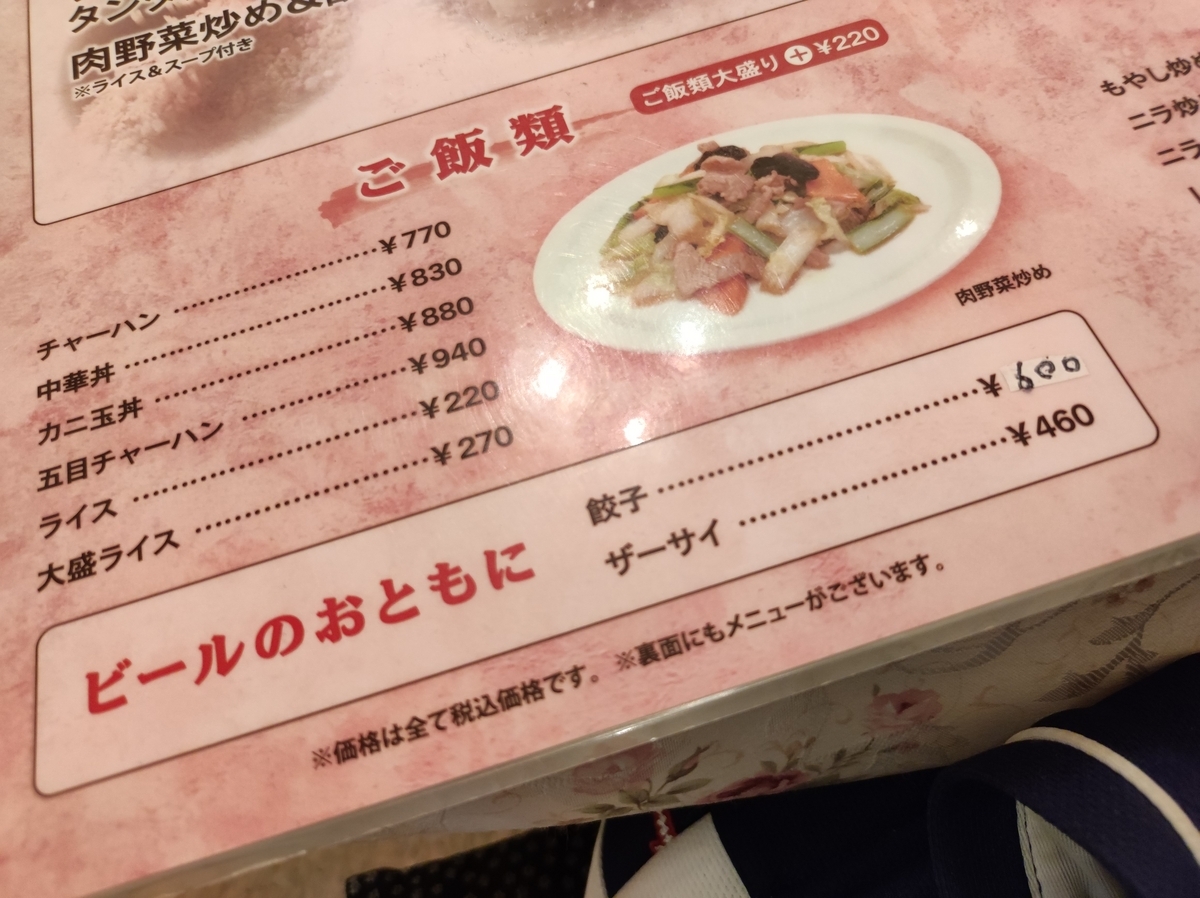 肉野菜炒め&
※ライス&スープ付き
ご飯類
ご飯類大盛り+¥220
チャーハン ¥770
中華丼 ¥830
カニ玉丼 ¥880
五目チャーハン ¥940
ライス ¥220
大盛ライス ¥270
肉野菜炒め
ビールのおともに
餃子 ¥600
ザーサイ ¥460
※価格は全て税込価格です。 ※裏面にもメニューがございます。
もやし炒め
ニラ炒
ニラ